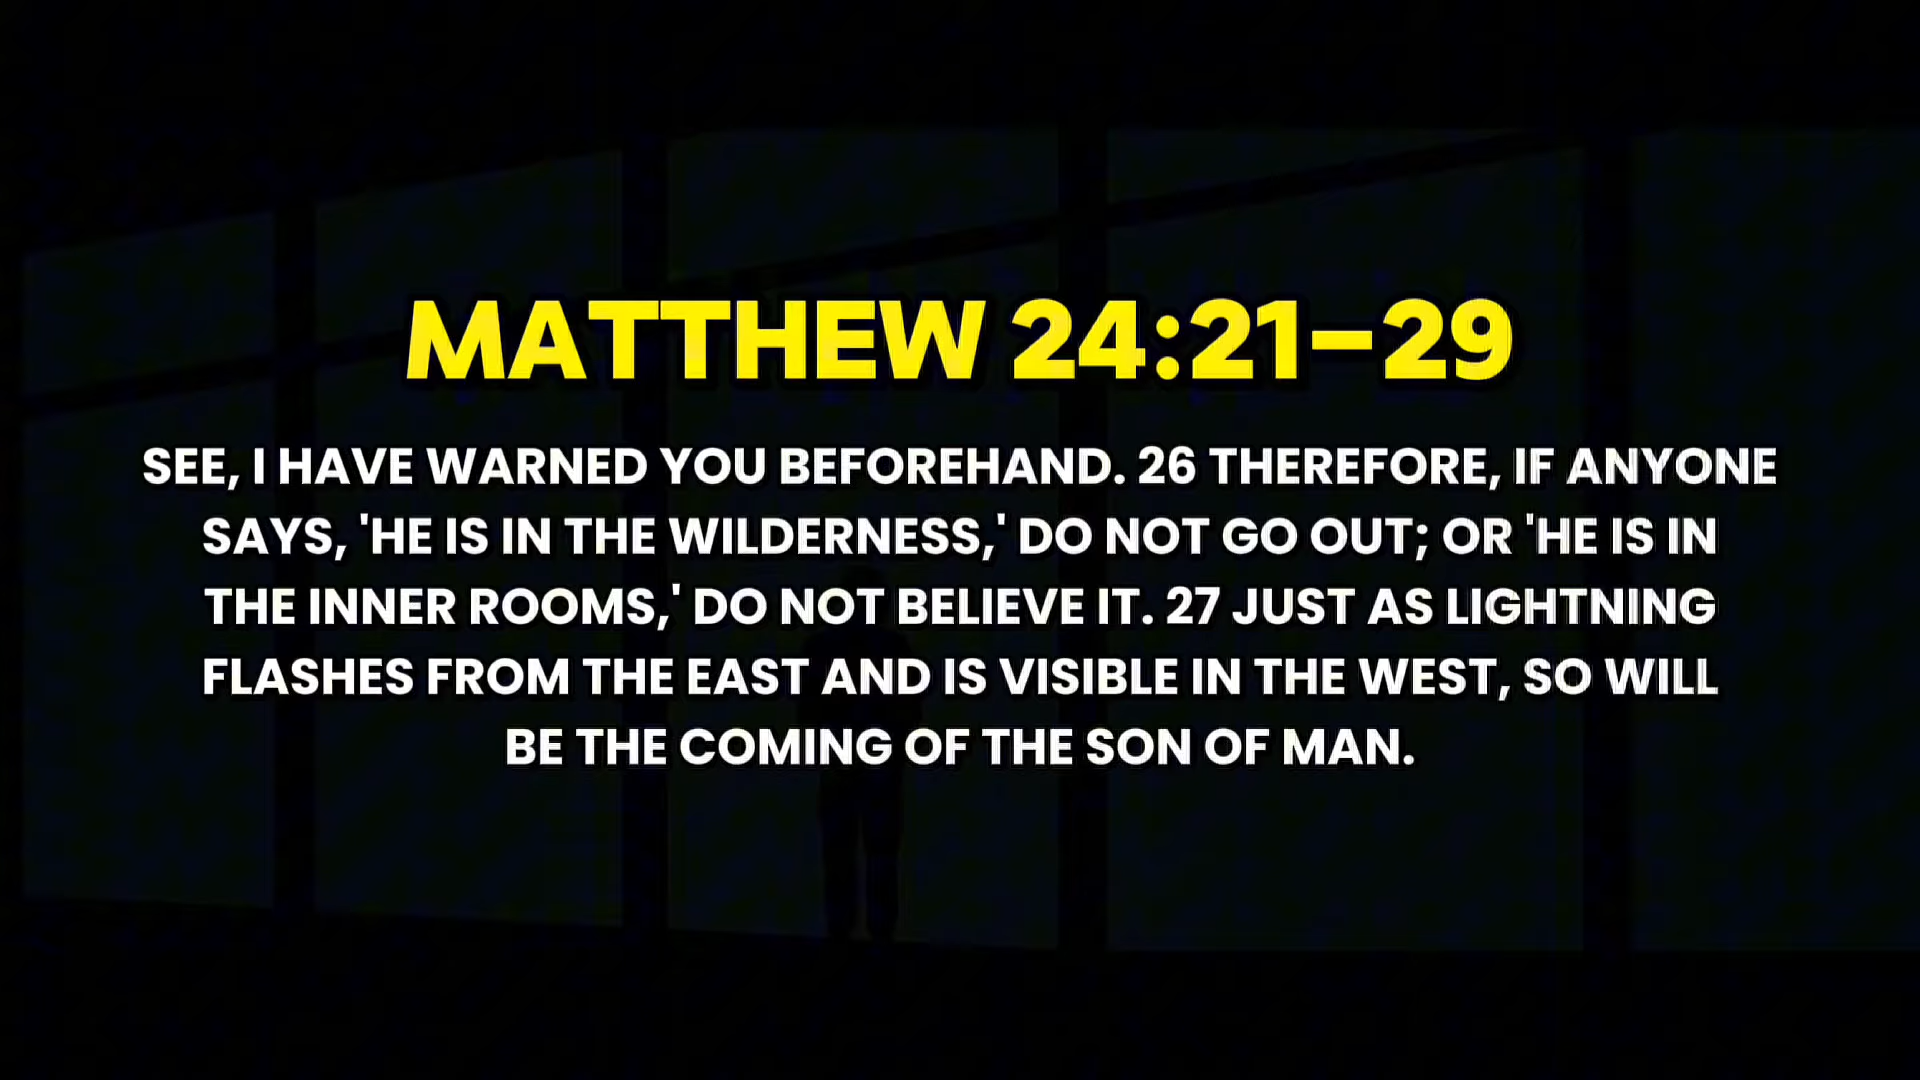 MATTHEW 24:21–29
SEE, I HAVE WARNED YOU BEFOREHAND. 26 THEREFORE, IF ANYONE
SAYS, 'HE IS IN THE WILDERNESS,' DO NOT GO OUT; OR 'HE IS IN
THE INNER ROOMS,' DO NOT BELIEVE IT. 27 JUST AS LIGHTNING
FLASHES FROM THE EAST AND IS VISIBLE IN THE WEST, SO WILL
BE THE COMING OF THE SON OF MAN.